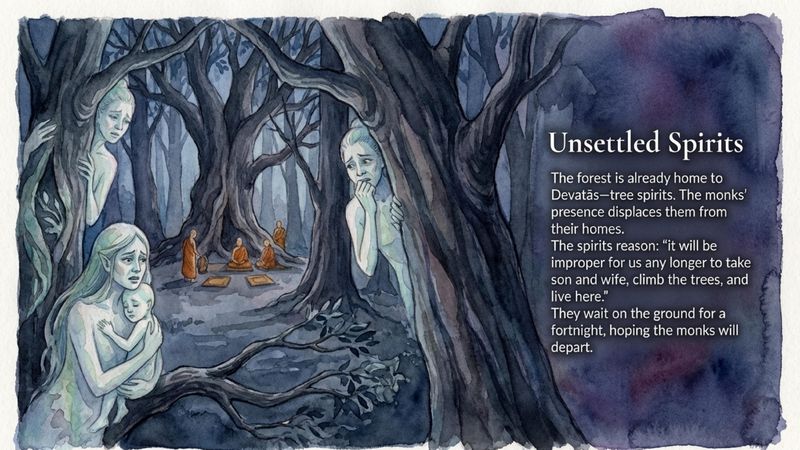 Unsettled Spirits
The forest is already home to
Devatās—tree spirits. The monks'
presence displaces them from
their homes.
The spirits reason: “it will be
improper for us any longer to take
son and wife, climb the trees, and
live here.”
They wait on the ground for a
fortnight, hoping the monks will
depart.